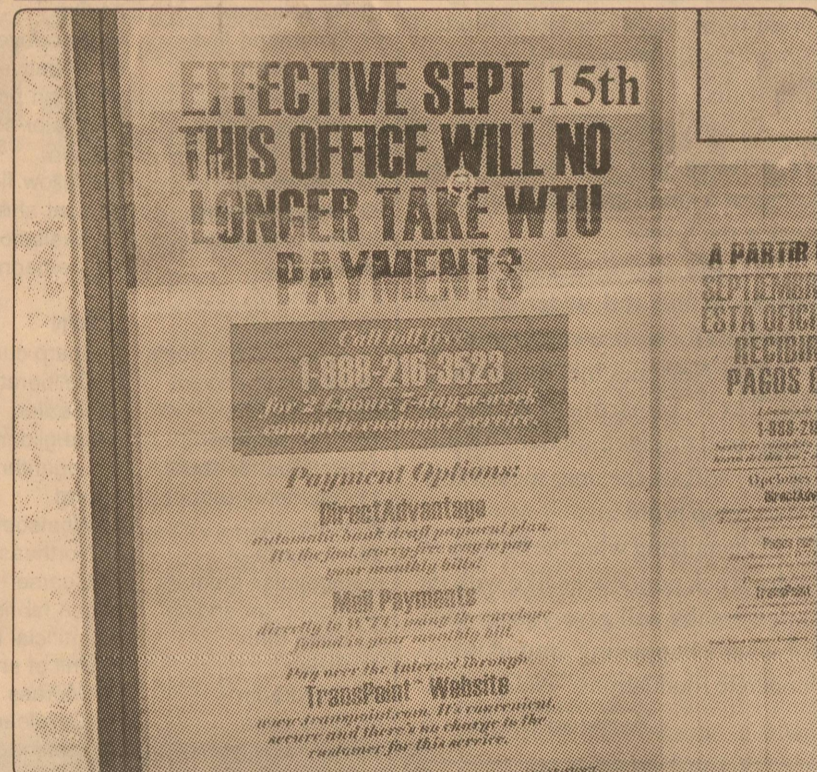 EFFECTIVE SEPT. 15th
THIS OFFICE WILL NO
LONGER TAKE WTU
PAYMENTS
Call toll free
1-888-216-3523
for 24-hour, 7-day-a-week
complete customer service.
Payment Options:
DirectAdvantage
automatic bank draft payment plan.
It's the fast, worry-free way to pay
your monthly bills!
Mail Payments
directly to WTU, using the envelope
found in your monthly bill.
Pay over the Internet through
TransPoint™ Website
www.transpoint.com. It's convenient,
secure and there's no charge to the
customer for this service.
A PARTIR
SEPTIEMBR
ESTA OFICI
RECIBIR
PAGOS
1-888-21
Opciones
DirectAdv
Pagos por
TransPoint